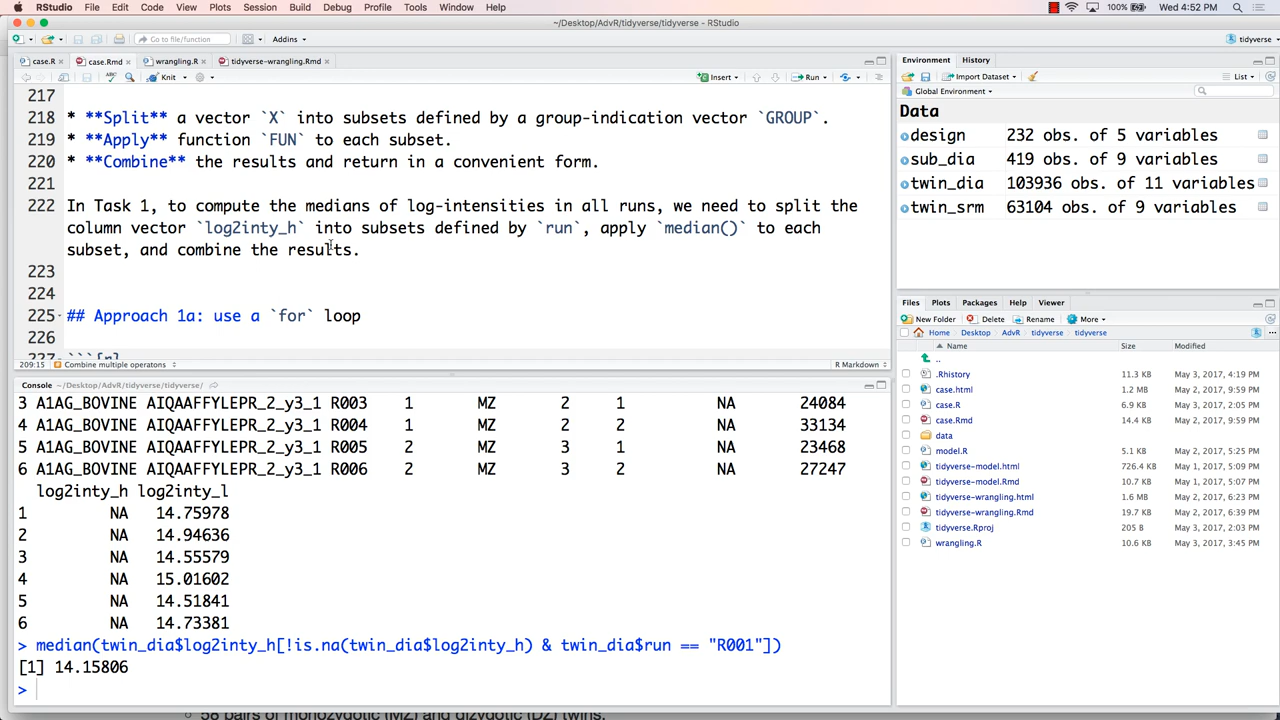 RStudio File Edit Code View Plots Session Build Debug Profile Tools Window Help 100% Wed 4:52 PM
~/Desktop/AdvR/tidyverse/tidyverse - RStudio
Go to file/function Addins tidyverse
case.R case.Rmd wrangling.R tidyverse-wrangling.Rmd
Knit Insert Run
217
218 * **Split** a vector `X` into subsets defined by a group-indication vector `GROUP`.
219 * **Apply** function `FUN` to each subset.
220 * **Combine** the results and return in a convenient form.
221
222 In Task 1, to compute the medians of log-intensities in all runs, we need to split the
column vector `log2inty_h` into subsets defined by `run`, apply `median()` to each
subset, and combine the results.
223
224
225 ## Approach 1a: use a `for` loop
226
227 ```{r}
209:15 Combine multiple operatons R Markdown
Console ~/Desktop/AdvR/tidyverse/tidyverse/
3 A1AG_BOVINE AIQAAFFYLEPR_2_y3_1 R003 1 MZ 2 1 NA 24084
4 A1AG_BOVINE AIQAAFFYLEPR_2_y3_1 R004 1 MZ 2 2 NA 33134
5 A1AG_BOVINE AIQAAFFYLEPR_2_y3_1 R005 2 MZ 3 1 NA 23468
6 A1AG_BOVINE AIQAAFFYLEPR_2_y3_1 R006 2 MZ 3 2 NA 27247
log2inty_h log2inty_l
1 NA 14.75978
2 NA 14.94636
3 NA 14.55579
4 NA 15.01602
5 NA 14.51841
6 NA 14.73381
> median(twin_dia$log2inty_h[!is.na(twin_dia$log2inty_h) & twin_dia$run == "R001"])
[1] 14.15806
>
58 pairs of monozygotic (MZ) and dizygotic (DZ) twins.
Environment History
Import Dataset List
Global Environment
Data
design 232 obs. of 5 variables
sub_dia 419 obs. of 9 variables
twin_dia 103936 obs. of 11 variables
twin_srm 63104 obs. of 9 variables
Files Plots Packages Help Viewer
New Folder Delete Rename More
Home Desktop AdvR tidyverse tidyverse
Name Size Modified
..
.Rhistory 11.3 KB May 3, 2017, 4:19 PM
case.html 1.2 MB May 2, 2017, 9:59 PM
case.R 6.9 KB May 3, 2017, 2:05 PM
case.Rmd 14.4 KB May 2, 2017, 9:59 PM
data
model.R 5.1 KB May 2, 2017, 5:25 PM
tidyverse-model.html 726.4 KB May 1, 2017, 5:09 PM
tidyverse-model.Rmd 10.7 KB May 1, 2017, 5:07 PM
tidyverse-wrangling.html 1.6 MB May 2, 2017, 6:23 PM
tidyverse-wrangling.Rmd 19.7 KB May 2, 2017, 6:39 PM
tidyverse.Rproj 205 B May 3, 2017, 2:03 PM
wrangling.R 10.6 KB May 3, 2017, 3:45 PM